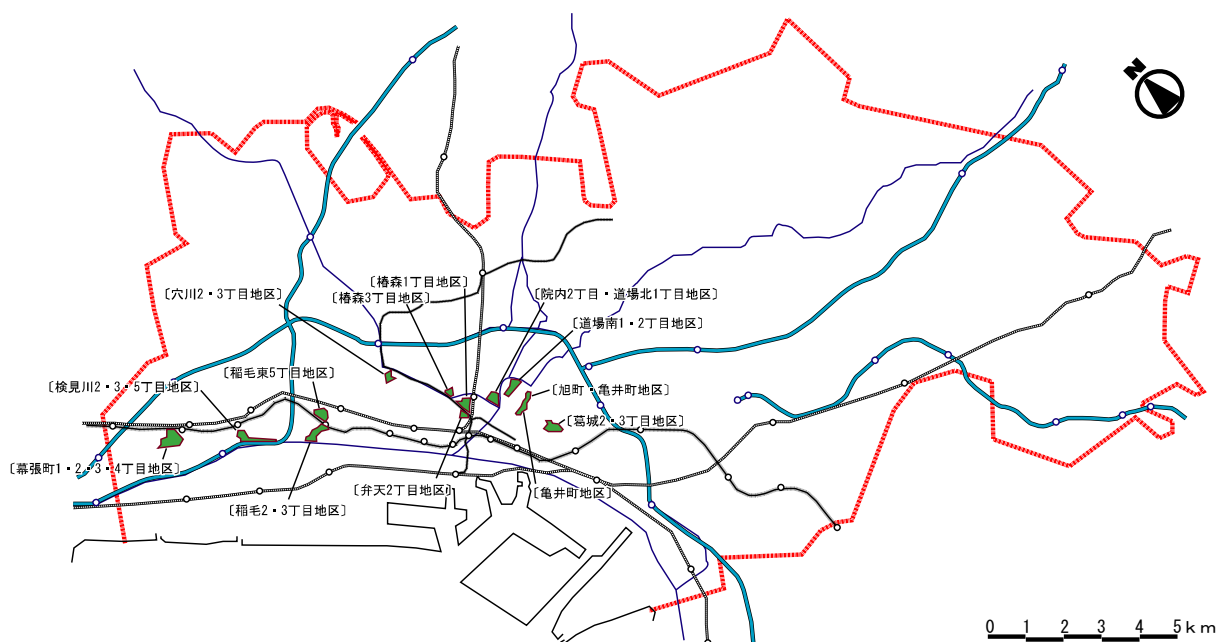 N
〔椿森1丁目地区〕
〔穴川2・3丁目地区〕
〔椿森3丁目地区〕
〔院内2丁目・道場北1丁目地区〕
〔道場南1・2丁目地区〕
〔稲毛東5丁目地区〕
〔検見川2・3・5丁目地区〕
〔旭町・亀井町地区〕
〔葛城2・3丁目地区〕
〔幕張町1・2・3・4丁目地区〕
〔弁天2丁目地区〕
〔亀井町地区〕
〔稲毛2・3丁目地区〕
0 1 2 3 4 5km